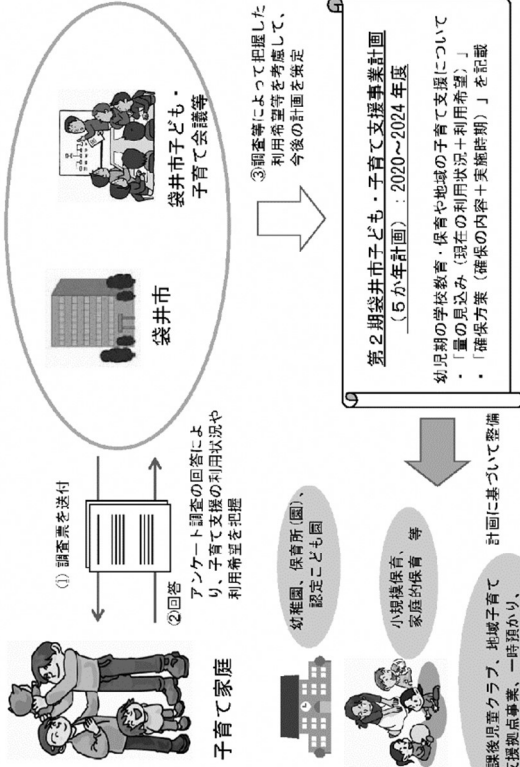 (1) 調査票を送付
②回答
アンケート調査の回答によ
り、子育て支援の利用状況や
利用希望を把握
子育て家庭
袋井市
袋井市子ども・
子育て会議等
③調査等によって把握した
利用希望等を考慮して、
今後の計画を策定
第2期袋井市子ども・子育て支援事業計画
(5か年計画):2020~2024年度
幼児期の学校教育・保育や地域の子育て支援について
・「量の見込み(現在の利用状況+利用希望)」
・「確保方策(確保の内容+実施時期)」を記載
計画に基づいて整備
幼稚園、保育所(園)、
認定こども園
小規模保育、
家庭的保育 等
課後児童クラブ、地域子育て
支援拠点事業、一時預かり、